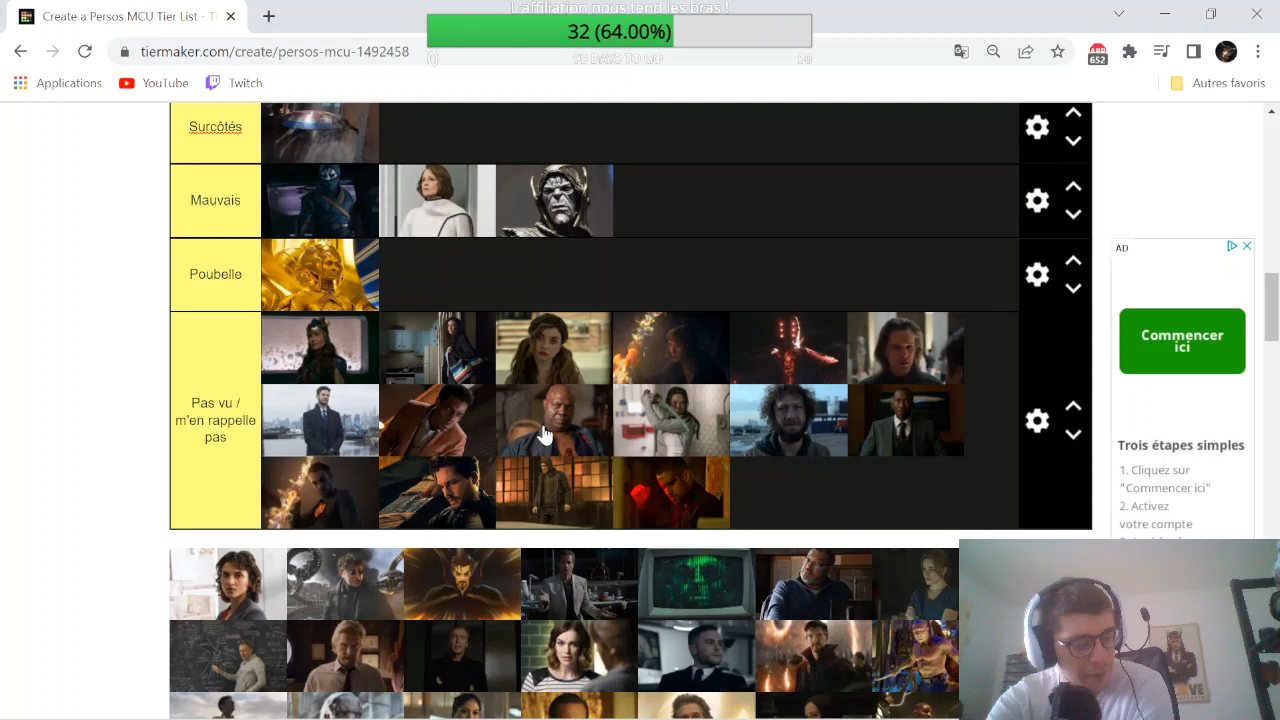 L'affiliation nous tend les bras !
Create a Persos MCU Tier List - Ti
32 (64.00%)
tiermaker.com/create/persos-mcu-1492458
652
Applications
YouTube
Twitch
Autres favoris
Surcôtés
Mauvais
Poubelle
Pas vu /
m'en rappelle
pas
AD
Commencer
ici
Trois étapes simples
1. Cliquez sur
"Commencer ici"
2. Activez
votre compte